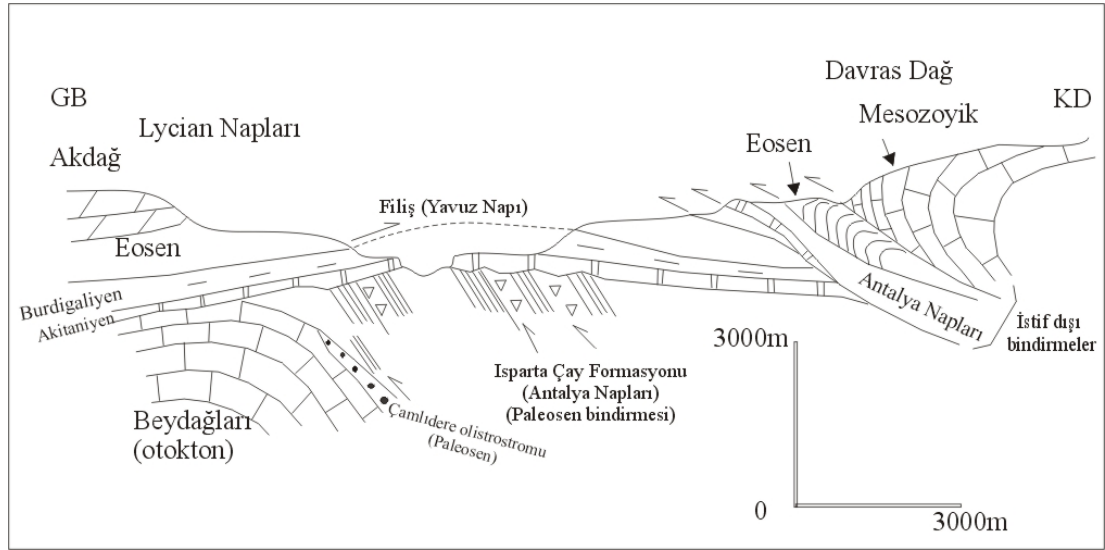 GB
Lycian Napları
Akdağ
Davras Dağ
KD
Mesozoyik
Eosen
Filiş (Yavuz Napı)
Eosen
Burdigaliyen
Akitaniyen
Antalya Napları
İstif dışı
bindirmeler
3000m
Isparta Çay Formasyonu
(Antalya Napları)
(Paleosen bindirmesi)
Beydağları
(otokton)
Çamlıdere olistrostromu
(Paleosen)
0
3000m